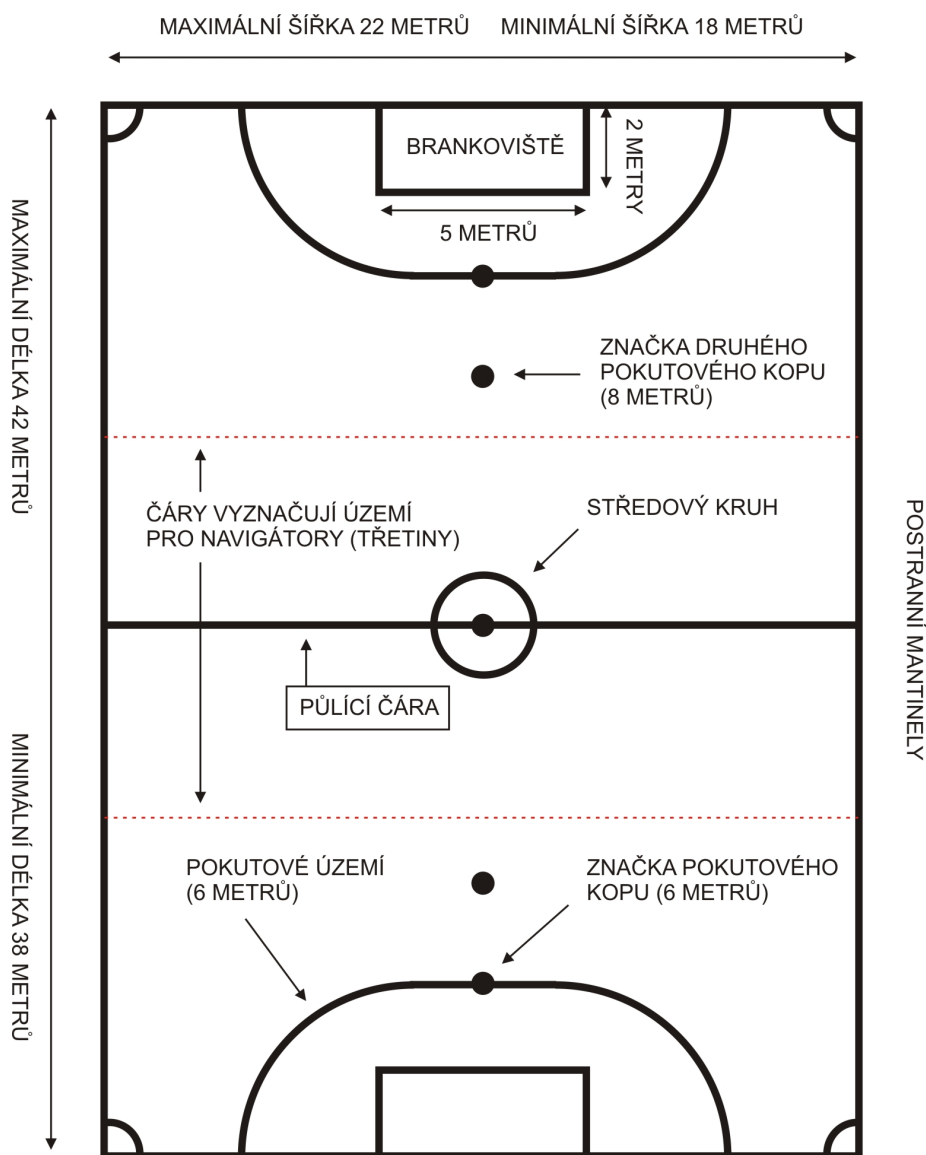 MAXIMÁLNÍ ŠÍŘKA 22 METRŮ MINIMÁLNÍ ŠÍŘKA 18 METRŮ
BRANKOVIŠTĚ
2 METRY
5 METRŮ
MAXIMÁLNÍ DÉLKA 42 METRŮ
ZNAČKA DRUHÉHO
POKUTOVÉHO KOPU
(8 METRŮ)
ČÁRY VYZNAČUJÍ ÚZEMÍ
PRO NAVIGÁTORY (TŘETINY)
STŘEDOVÝ KRUH
POSTRANNÍ MANTINELY
PŮLÍCÍ ČÁRA
MINIMÁLNÍ DÉLKA 38 METRŮ
POKUTOVÉ ÚZEMÍ
(6 METRŮ)
ZNAČKA POKUTOVÉHO
KOPU (6 METRŮ)